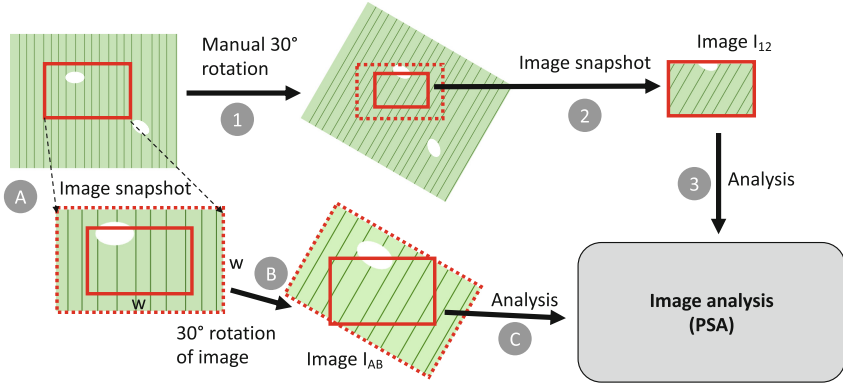 Manual 30°
rotation
1
Image snapshot
2
Image I12
3
Analysis
A
Image snapshot
w
w
B
30° rotation
of image
Image IAB
Analysis
C
Image analysis
(PSA)